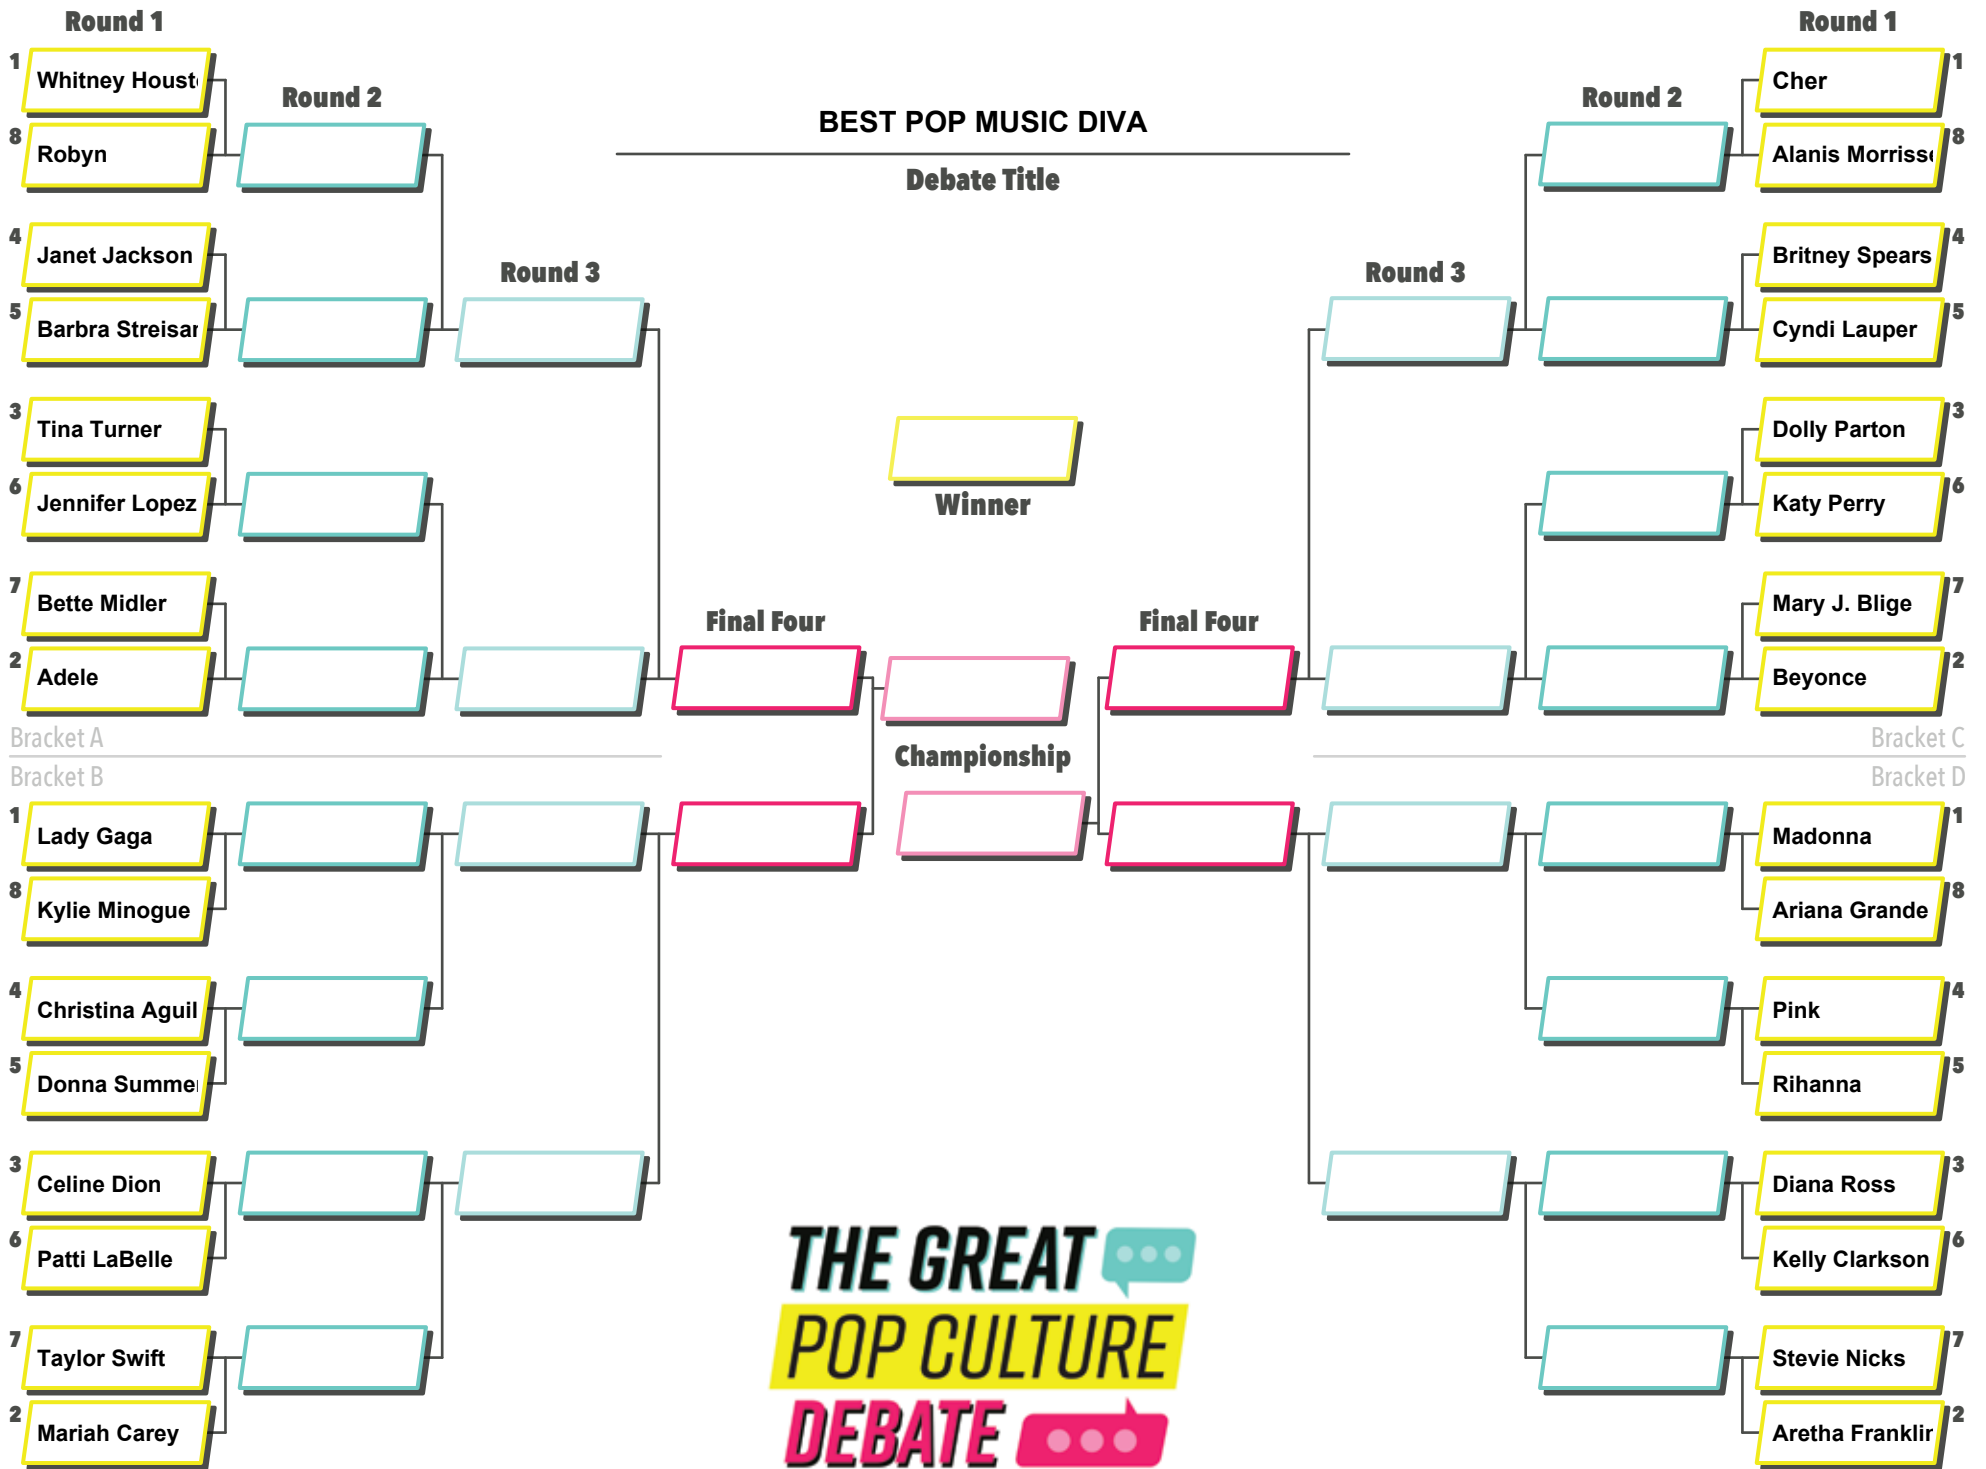 Round 1
1
Whitney Houst
8
Robyn
4
Janet Jackson
5
Barbra Streisan
3
Tina Turner
6
Jennifer Lopez
7
Bette Midler
2
Adele
Bracket A
Bracket B
1
Lady Gaga
8
Kylie Minogue
4
Christina Aguil
5
Donna Summer
3
Celine Dion
6
Patti LaBelle
7
Taylor Swift
2
Mariah Carey
Round 2
Round 3
Final Four
BEST POP MUSIC DIVA
Debate Title
Winner
Championship
THE GREAT
POP CULTURE
DEBATE
Final Four
Round 3
Round 2
Round 1
Cher
1
Alanis Morriss
8
Britney Spears
4
Cyndi Lauper
5
Dolly Parton
3
Katy Perry
6
Mary J. Blige
7
Beyonce
2
Bracket C
Bracket D
Madonna
1
Ariana Grande
8
Pink
4
Rihanna
5
Diana Ross
3
Kelly Clarkson
6
Stevie Nicks
7
Aretha Franklin
2